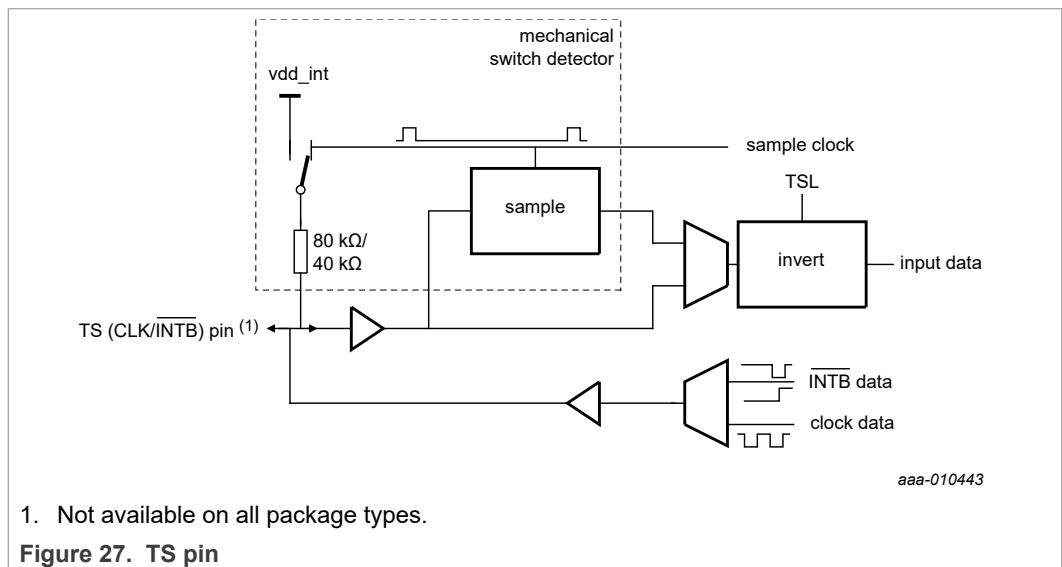 mechanical
switch detector
vdd_int
sample clock
TSL
sample
80 kΩ/
40 kΩ
invert
input data
TS (CLK/INTB) pin (1)
INTB data
clock data
aaa-010443
1. Not available on all package types.
Figure 27. TS pin